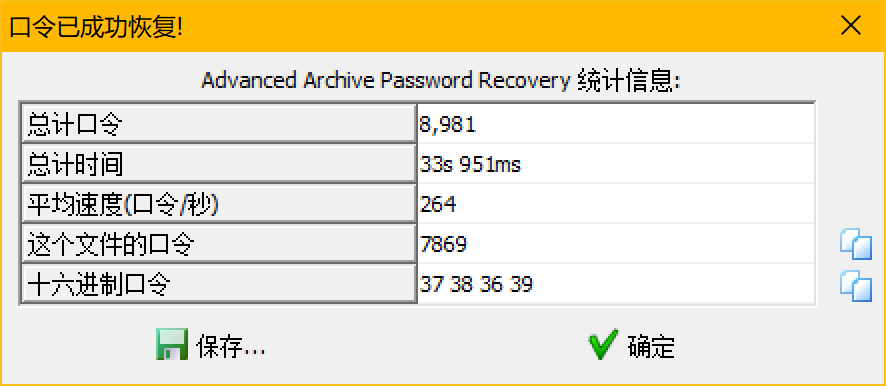 口令已成功恢复!
Advanced Archive Password Recovery 统计信息:
总计口令 8,981
总计时间 33s 951ms
平均速度(口令/秒) 264
这个文件的口令 7869
十六进制口令 37 38 36 39
保存... 确定